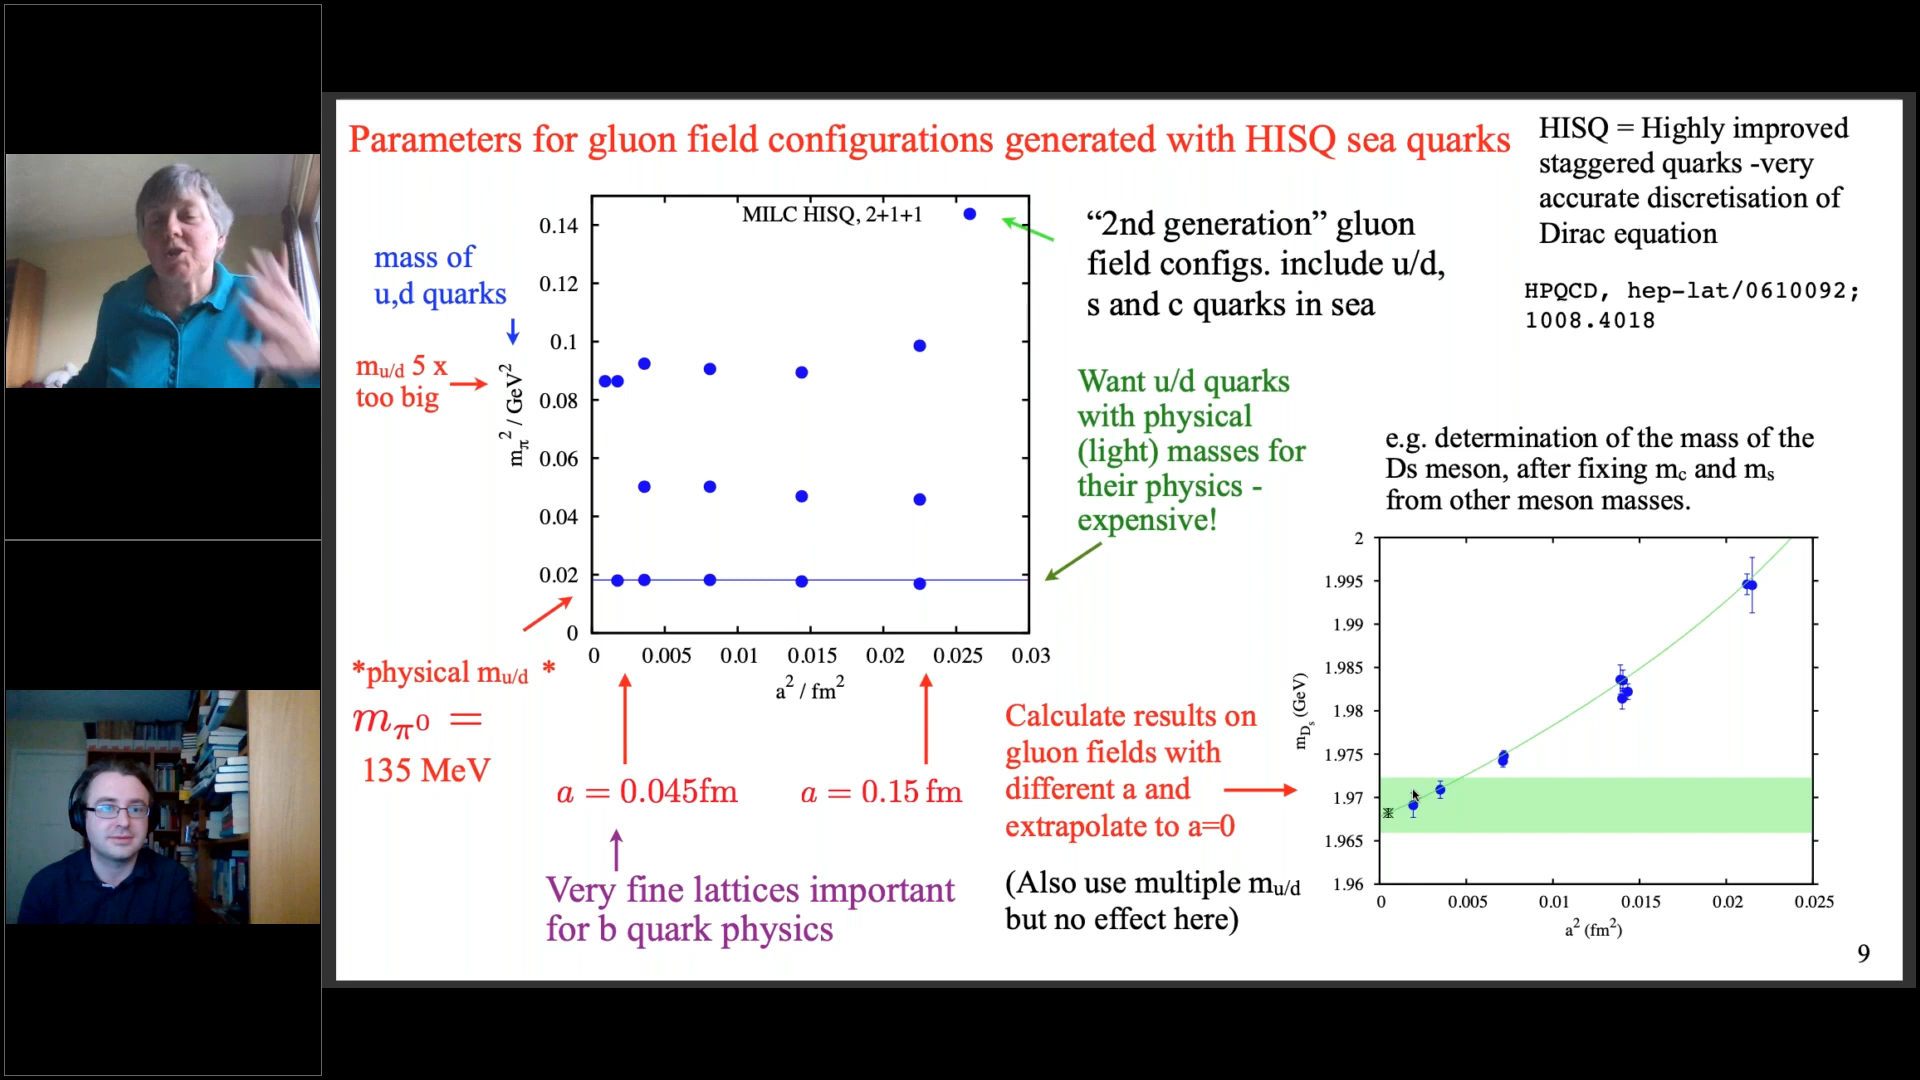 Parameters for gluon field configurations generated with HISQ sea quarks
HISQ = Highly improved
staggered quarks -very
accurate discretisation of
Dirac equation
HPQCD, hep-lat/0610092;
1008.4018
mass of
u,d quarks
m_{u/d} 5 x
too big
m_π^2 / GeV^2
MILC HISQ, 2+1+1
0.14
0.12
0.1
0.08
0.06
0.04
0.02
0
0 0.005 0.01 0.015 0.02 0.025 0.03
a^2 / fm^2
“2nd generation” gluon
field configs. include u/d,
s and c quarks in sea
Want u/d quarks
with physical
(light) masses for
their physics -
expensive!
*physical m_{u/d} *
m_{π^0} =
135 MeV
a = 0.045fm
a = 0.15 fm
Very fine lattices important
for b quark physics
Calculate results on
gluon fields with
different a and
extrapolate to a=0
(Also use multiple m_{u/d}
but no effect here)
e.g. determination of the mass of the
Ds meson, after fixing m_c and m_s
from other meson masses.
m_{D_s} (GeV)
2
1.995
1.99
1.985
1.98
1.975
1.97
1.965
1.96
0 0.005 0.01 0.015 0.02 0.025
a^2 (fm^2)
9